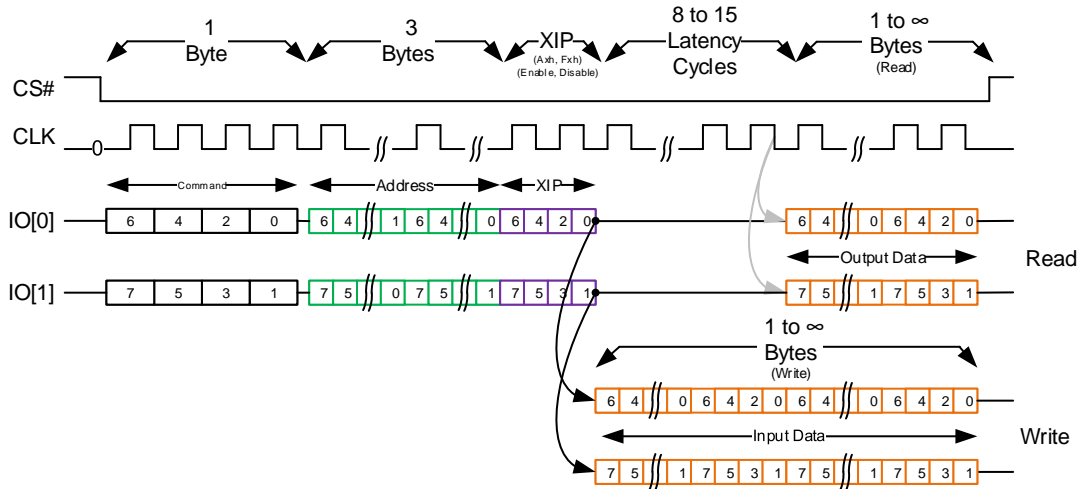 1 Byte
3 Bytes
XIP
(Axh, Fxh)
(Enable, Disable)
8 to 15 Latency Cycles
1 to ∞ Bytes
(Read)
CS#
CLK
0
Command
Address
XIP
IO[0]
6 4 2 0
6 4 1 6 4 0
6 4 2 0
6 4 0 6 4 2 0
Output Data
Read
IO[1]
7 5 3 1
7 5 0 7 5 1
7 5 3 1
7 5 1 7 5 3 1
1 to ∞ Bytes
(Write)
6 4 0 6 4 2 0 6 4 0 6 4 2 0
Input Data
Write
7 5 1 7 5 3 1 7 5 1 7 5 3 1